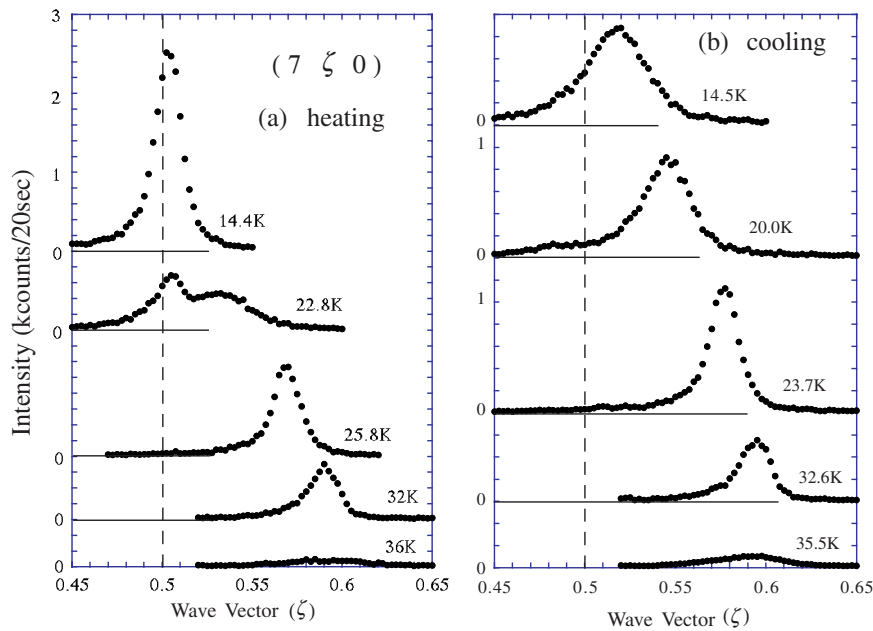 3
2
1
0
0
0
0
0
( 7 ζ 0 )
(a) heating
14.4K
22.8K
25.8K
32K
36K
Intensity (kcounts/20sec)
0.45 0.5 0.55 0.6 0.65
Wave Vector (ζ)
(b) cooling
0
1
0
1
0
0
0
14.5K
20.0K
23.7K
32.6K
35.5K
0.45 0.5 0.55 0.6 0.65
Wave Vector (ζ)